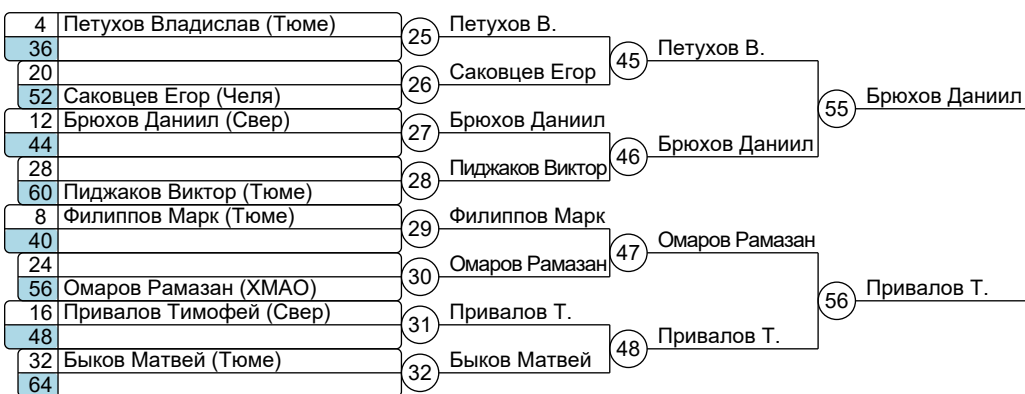 4 Петухов Владислав (Тюме)
36
20
52 Саковцев Егор (Челя)
12 Брюхов Даниил (Свер)
44
28
60 Пиджаков Виктор (Тюме)
8 Филиппов Марк (Тюме)
40
24
56 Омаров Рамазан (ХМАО)
16 Привалов Тимофей (Свер)
48
32 Быков Матвей (Тюме)
64
25 Петухов В.
26 Саковцев Егор
27 Брюхов Даниил
28 Пиджаков Виктор
29 Филиппов Марк
30 Омаров Рамазан
31 Привалов Т.
32 Быков Матвей
45 Петухов В.
46 Брюхов Даниил
47 Омаров Рамазан
48 Привалов Т.
55 Брюхов Даниил
56 Привалов Т.